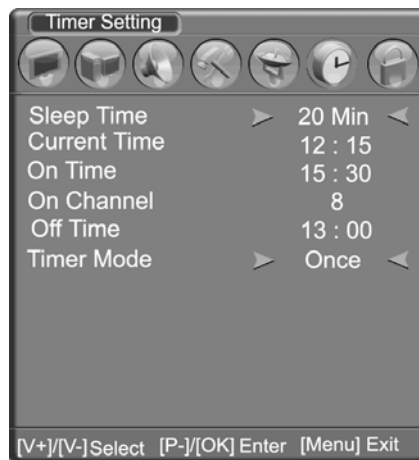 Timer Setting
Sleep Time 20 Min
Current Time 12 : 15
On Time 15 : 30
On Channel 8
Off Time 13 : 00
Timer Mode Once
[V+]/[V-]Select [P-]/[OK] Enter [Menu] Exit